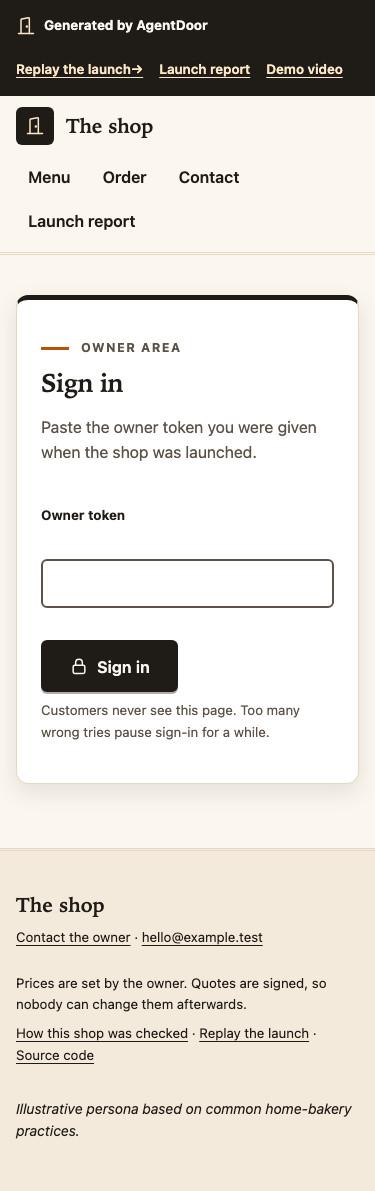 Generated by AgentDoor
Replay the launch→ Launch report Demo video
The shop
Menu Order Contact
Launch report
OWNER AREA
Sign in
Paste the owner token you were given
when the shop was launched.
Owner token
Sign in
Customers never see this page. Too many
wrong tries pause sign-in for a while.
The shop
Contact the owner · hello@example.test
Prices are set by the owner. Quotes are signed, so
nobody can change them afterwards.
How this shop was checked · Replay the launch ·
Source code
Illustrative persona based on common home-bakery
practices.